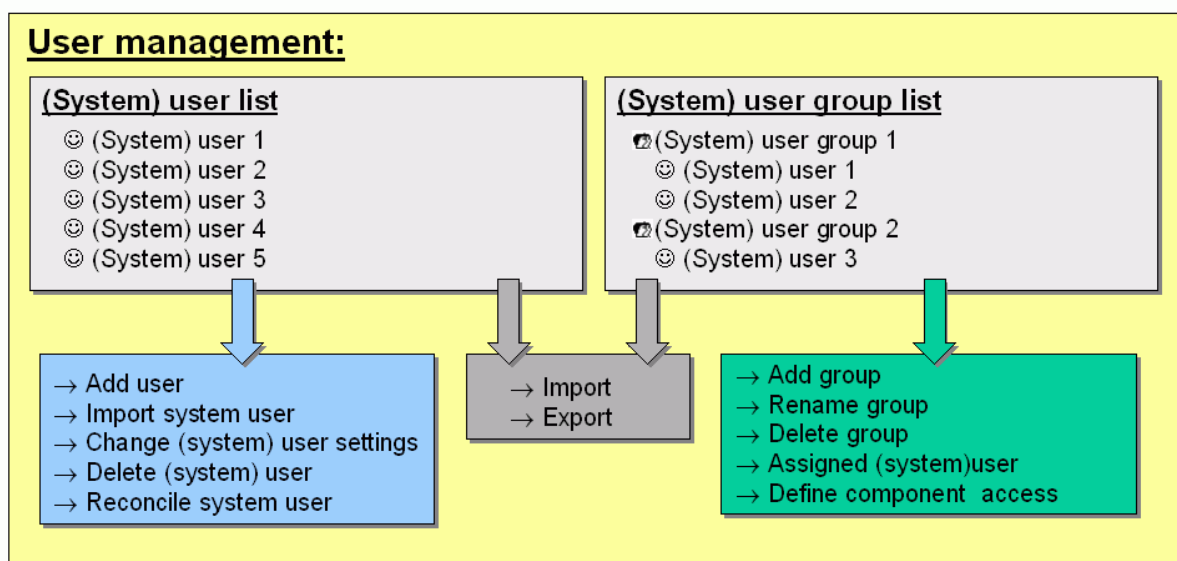 User management:
(System) user list
☺ (System) user 1
☺ (System) user 2
☺ (System) user 3
☺ (System) user 4
☺ (System) user 5
(System) user group list
(System) user group 1
☺ (System) user 1
☺ (System) user 2
(System) user group 2
☺ (System) user 3
→ Add user
→ Import system user
→ Change (system) user settings
→ Delete (system) user
→ Reconcile system user
→ Import
→ Export
→ Add group
→ Rename group
→ Delete group
→ Assigned (system)user
→ Define component access